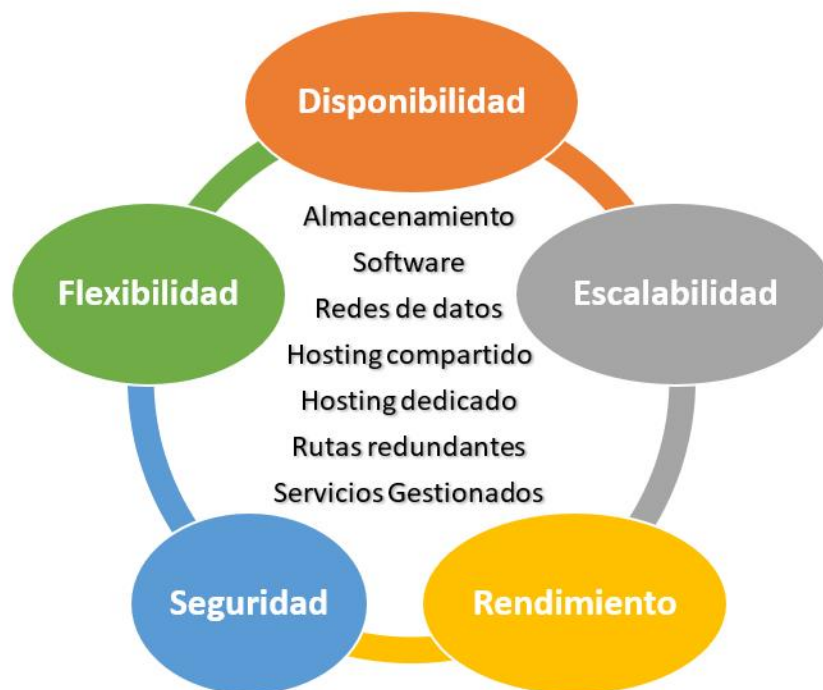 Disponibilidad
Almacenamiento
Software
Flexibilidad
Escalabilidad
Redes de datos
Hosting compartido
Hosting dedicado
Rutas redundantes
Servicios Gestionados
Seguridad
Rendimiento